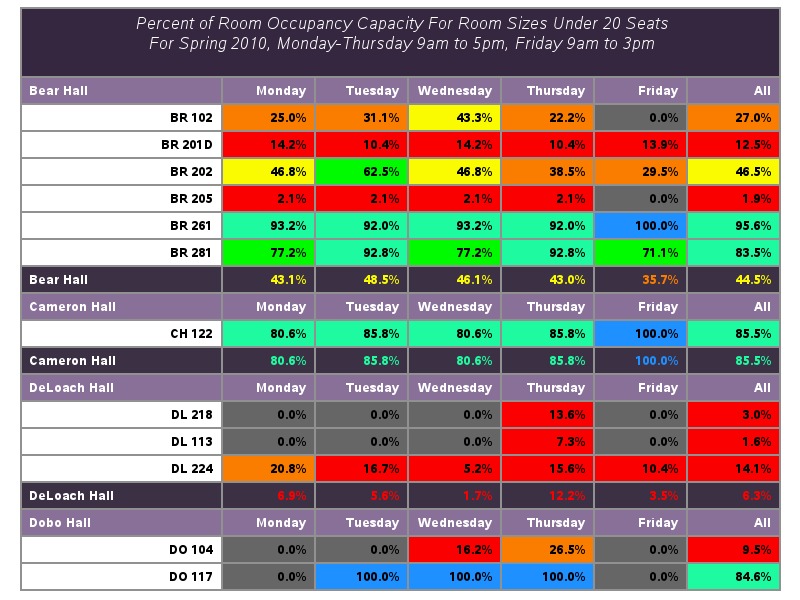 Percent of Room Occupancy Capacity For Room Sizes Under 20 Seats
For Spring 2010, Monday-Thursday 9am to 5pm, Friday 9am to 3pm
Bear Hall Monday Tuesday Wednesday Thursday Friday All
BR 102 25.0% 31.1% 43.3% 22.2% 0.0% 27.0%
BR 201D 14.2% 10.4% 14.2% 10.4% 13.9% 12.5%
BR 202 46.8% 62.5% 46.8% 38.5% 29.5% 46.5%
BR 205 2.1% 2.1% 2.1% 2.1% 0.0% 1.9%
BR 261 93.2% 92.0% 93.2% 92.0% 100.0% 95.6%
BR 281 77.2% 92.8% 77.2% 92.8% 71.1% 83.5%
Bear Hall 43.1% 48.5% 46.1% 43.0% 35.7% 44.5%
Cameron Hall Monday Tuesday Wednesday Thursday Friday All
CH 122 80.6% 85.8% 80.6% 85.8% 100.0% 85.5%
Cameron Hall 80.6% 85.8% 80.6% 85.8% 100.0% 85.5%
DeLoach Hall Monday Tuesday Wednesday Thursday Friday All
DL 218 0.0% 0.0% 0.0% 13.6% 0.0% 3.0%
DL 113 0.0% 0.0% 0.0% 7.3% 0.0% 1.6%
DL 224 20.8% 16.7% 5.2% 15.6% 10.4% 14.1%
DeLoach Hall 6.9% 5.6% 1.7% 12.2% 3.5% 6.3%
Dobo Hall Monday Tuesday Wednesday Thursday Friday All
DO 104 0.0% 0.0% 16.2% 26.5% 0.0% 9.5%
DO 117 0.0% 100.0% 100.0% 100.0% 0.0% 84.6%